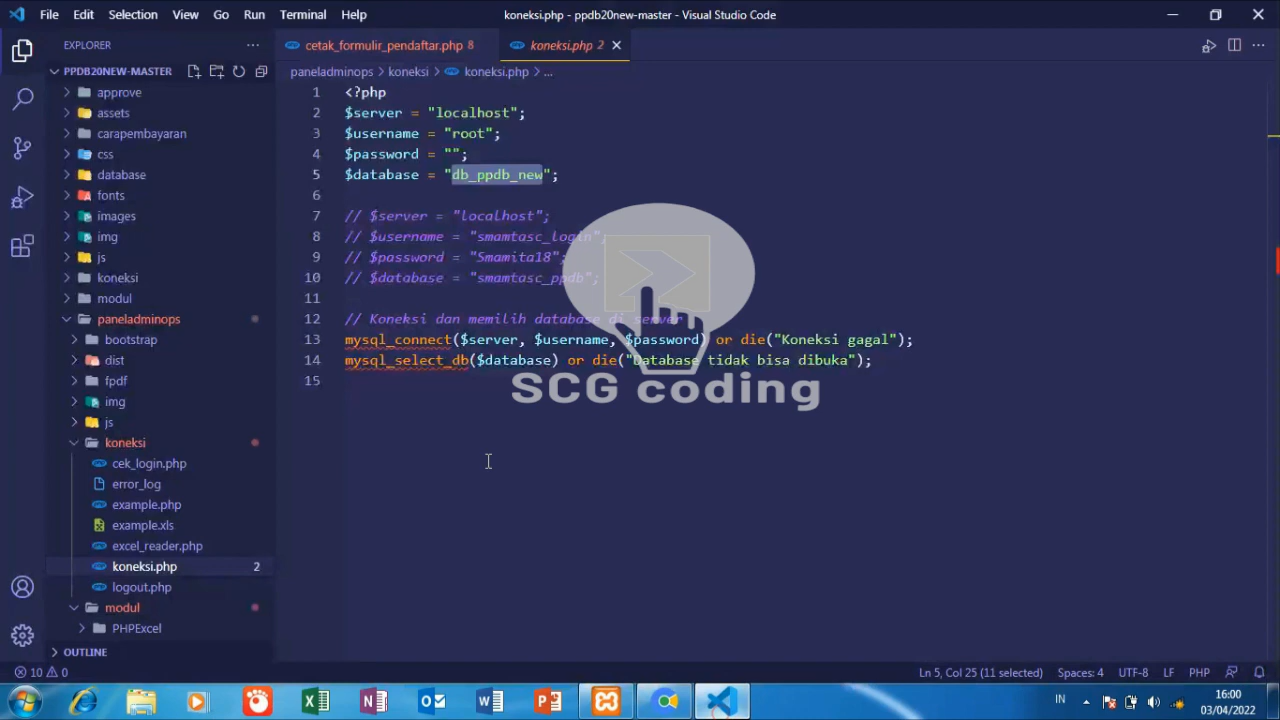 File Edit Selection View Go Run Terminal Help koneksi.php - ppdb20new-master - Visual Studio Code
EXPLORER
cetak_formulir_pendaftar.php 8
koneksi.php 2
PPDB20NEW-MASTER
paneladminops > koneksi > koneksi.php > ...
approve
assets
carapembayaran
css
database
fonts
images
img
js
koneksi
modul
paneladminops
bootstrap
dist
fpdf
img
js
koneksi
cek_login.php
error_log
example.php
example.xls
excel_reader.php
koneksi.php 2
logout.php
modul
PHPExcel
OUTLINE
1 <?php
2 $server = "localhost";
3 $username = "root";
4 $password = "";
5 $database = "db_ppdb_new";
6
7 // $server = "localhost";
8 // $username = "smamtasc_login";
9 // $password = "Smamita18";
10 // $database = "smamtasc_ppdb";
11
12 // Koneksi dan memilih database di server
13 mysql_connect($server, $username, $password) or die("Koneksi gagal");
14 mysql_select_db($database) or die("Database tidak bisa dibuka");
15
SCG coding
10 0
Ln 5, Col 25 (11 selected) Spaces: 4 UTF-8 LF PHP
IN
16:00
03/04/2022